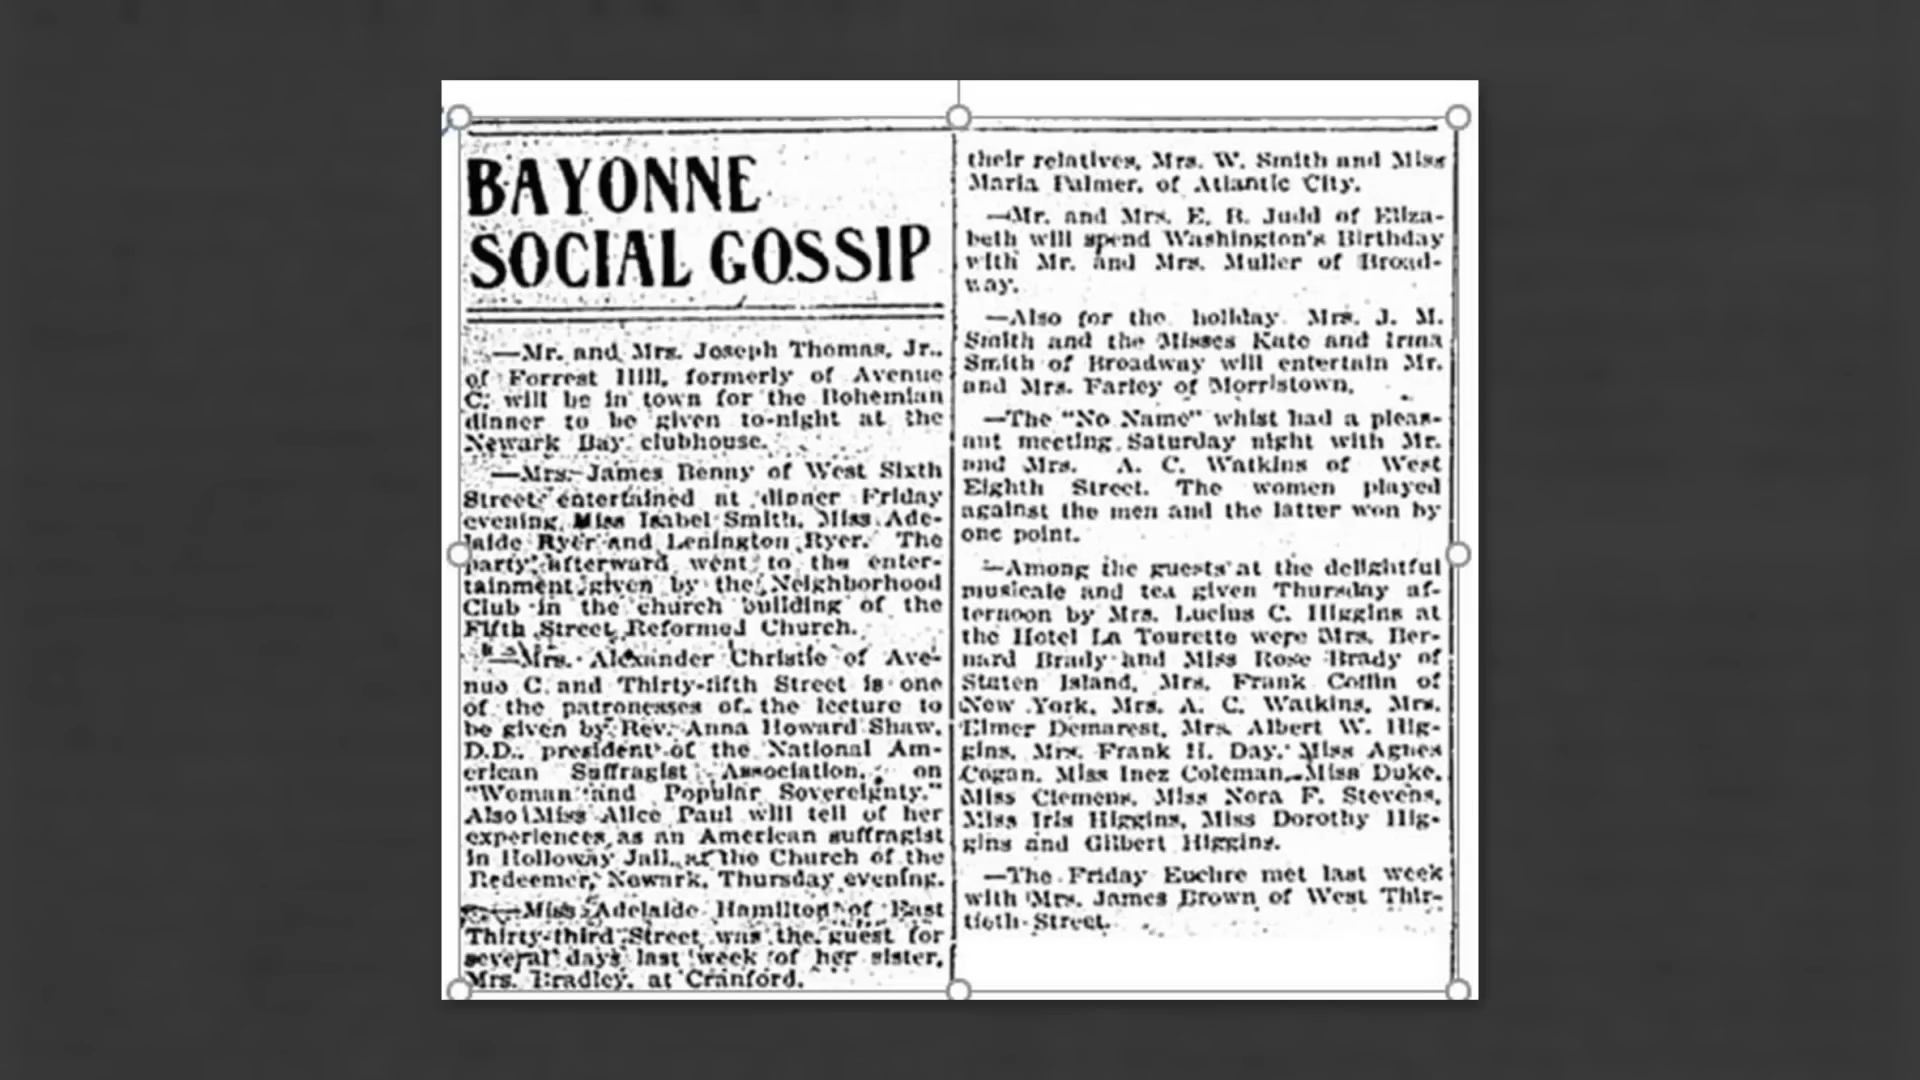 BAYONNE
SOCIAL GOSSIP
—Mr. and Mrs. Joseph Thomas, Jr.,
of Forrest Hill, formerly of Avenue
C, will be in town for the Bohemian
dinner to be given to-night at the
Newark Bay clubhouse.
—Mrs. James Benny of West Sixth
Street entertained at dinner Friday
evening, Miss Isabel Smith, Miss Ade-
laide Ryer and Lenington Ryer. The
party afterward went to the enter-
tainment given by the Neighborhood
Club in the church building of the
Fifth Street Reformed Church.
—Mrs. Alexander Christie of Ave-
nue C and Thirty-fifth Street is one
of the patronesses of the lecture to
be given by Rev. Anna Howard Shaw,
D.D., president of the National Am-
erican Suffragist Association, on
"Woman and Popular Sovereignty."
Also Miss Alice Paul will tell of her
experiences as an American suffragist
in Holloway Jail, at the Church of the
Redeemer, Newark, Thursday evening.
—Miss Adelaide Hamilton of East
Thirty-third Street was the guest for
several days last week of her sister,
Mrs. Bradley, at Cranford.
their relatives, Mrs. W. Smith and Miss
Maria Palmer, of Atlantic City.
—Mr. and Mrs. E. B. Judd of Eliza-
beth will spend Washington's Birthday
with Mr. and Mrs. Muller of Broad-
way.
—Also for the holiday Mrs. J. M.
Smith and the Misses Kate and Irma
Smith of Broadway will entertain Mr.
and Mrs. Farley of Morristown.
—The "No Name" whist had a pleas-
ant meeting Saturday night with Mr.
and Mrs. A. C. Watkins of West
Eighth Street. The women played
against the men and the latter won by
one point.
—Among the guests at the delightful
musicale and tea given Thursday af-
ternoon by Mrs. Lucius C. Higgins at
the Hotel La Tourette were Mrs. Ber-
nard Brady and Miss Rose Brady of
Staten Island, Mrs. Frank Coffin of
New York, Mrs. A. C. Watkins, Mrs.
Elmer Demarest, Mrs. Albert W. Hig-
gins, Mrs. Frank H. Day, Miss Agnes
Cogan, Miss Inez Coleman, Miss Duke,
Miss Clemens, Miss Nora F. Stevens,
Miss Iris Higgins, Miss Dorothy Hig-
gins and Gilbert Higgins.
—The Friday Euchre met last week
with Mrs. James Brown of West Thir-
tieth Street.